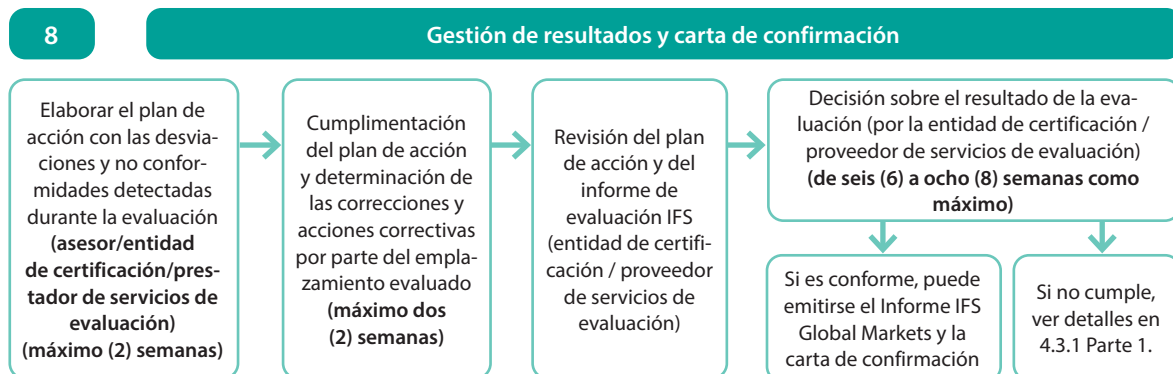 8
Gestión de resultados y carta de confirmación
Elaborar el plan de
acción con las desvia-
ciones y no confor-
midades detectadas
durante la evaluación
(asesor/entidad
de certificación/pres-
tador de servicios de
evaluación)
(máximo (2) semanas)
Cumplimentación
del plan de acción
y determinación de
las correcciones y
acciones correctivas
por parte del empla-
zamiento evaluado
(máximo dos
(2) semanas)
Revisión del plan
de acción y del
informe de
evaluación IFS
(entidad de certifi-
cación / proveedor
de servicios de
evaluación)
Decisión sobre el resultado de la eva-
luación (por la entidad de certificación /
proveedor de servicios de evaluación)
(de seis (6) a ocho (8) semanas como
máximo)
Si es conforme, puede
emitirse el Informe IFS
Global Markets y la
carta de confirmación
Si no cumple,
ver detalles en
4.3.1 Parte 1.